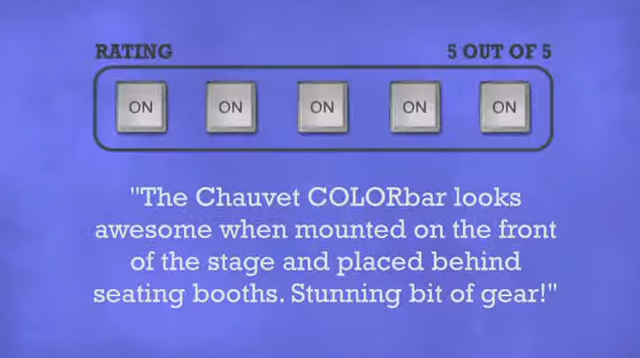 RATING 5 OUT OF 5
ON ON ON ON ON
"The Chauvet COLORbar looks
awesome when mounted on the front
of the stage and placed behind
seating booths. Stunning bit of gear!"